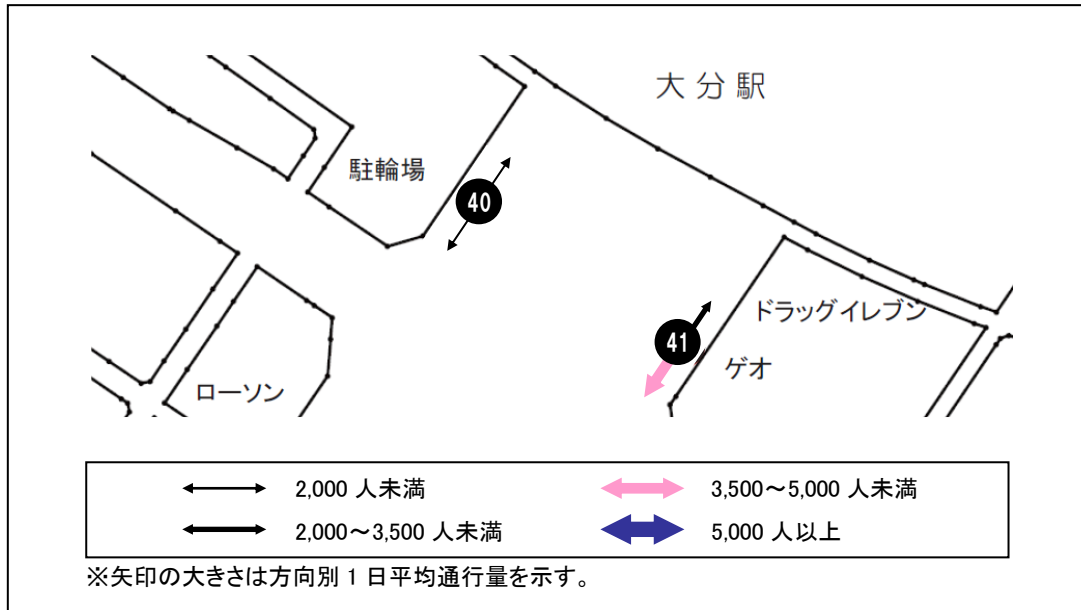 大分駅
駐輪場
40
ドラッグイレブン
41
ゲオ
ローソン
2,000 人未満
3,500～5,000 人未満
2,000～3,500 人未満
5,000 人以上
※矢印の大きさは方向別 1 日平均通行量を示す。